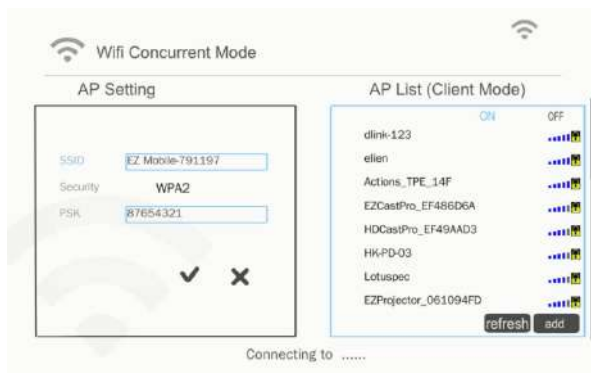 Wifi Concurrent Mode
AP Setting
SSID EZ Mobile-791197
Security WPA2
PSK 87654321
AP List (Client Mode)
ON OFF
dlink-123
elien
Actions_TPE_14F
EZCastPro_EF486D6A
HDCastPro_EF49AAD3
HK-PD-03
Lotuspec
EZProjector_061094FD
refresh add
Connecting to ......